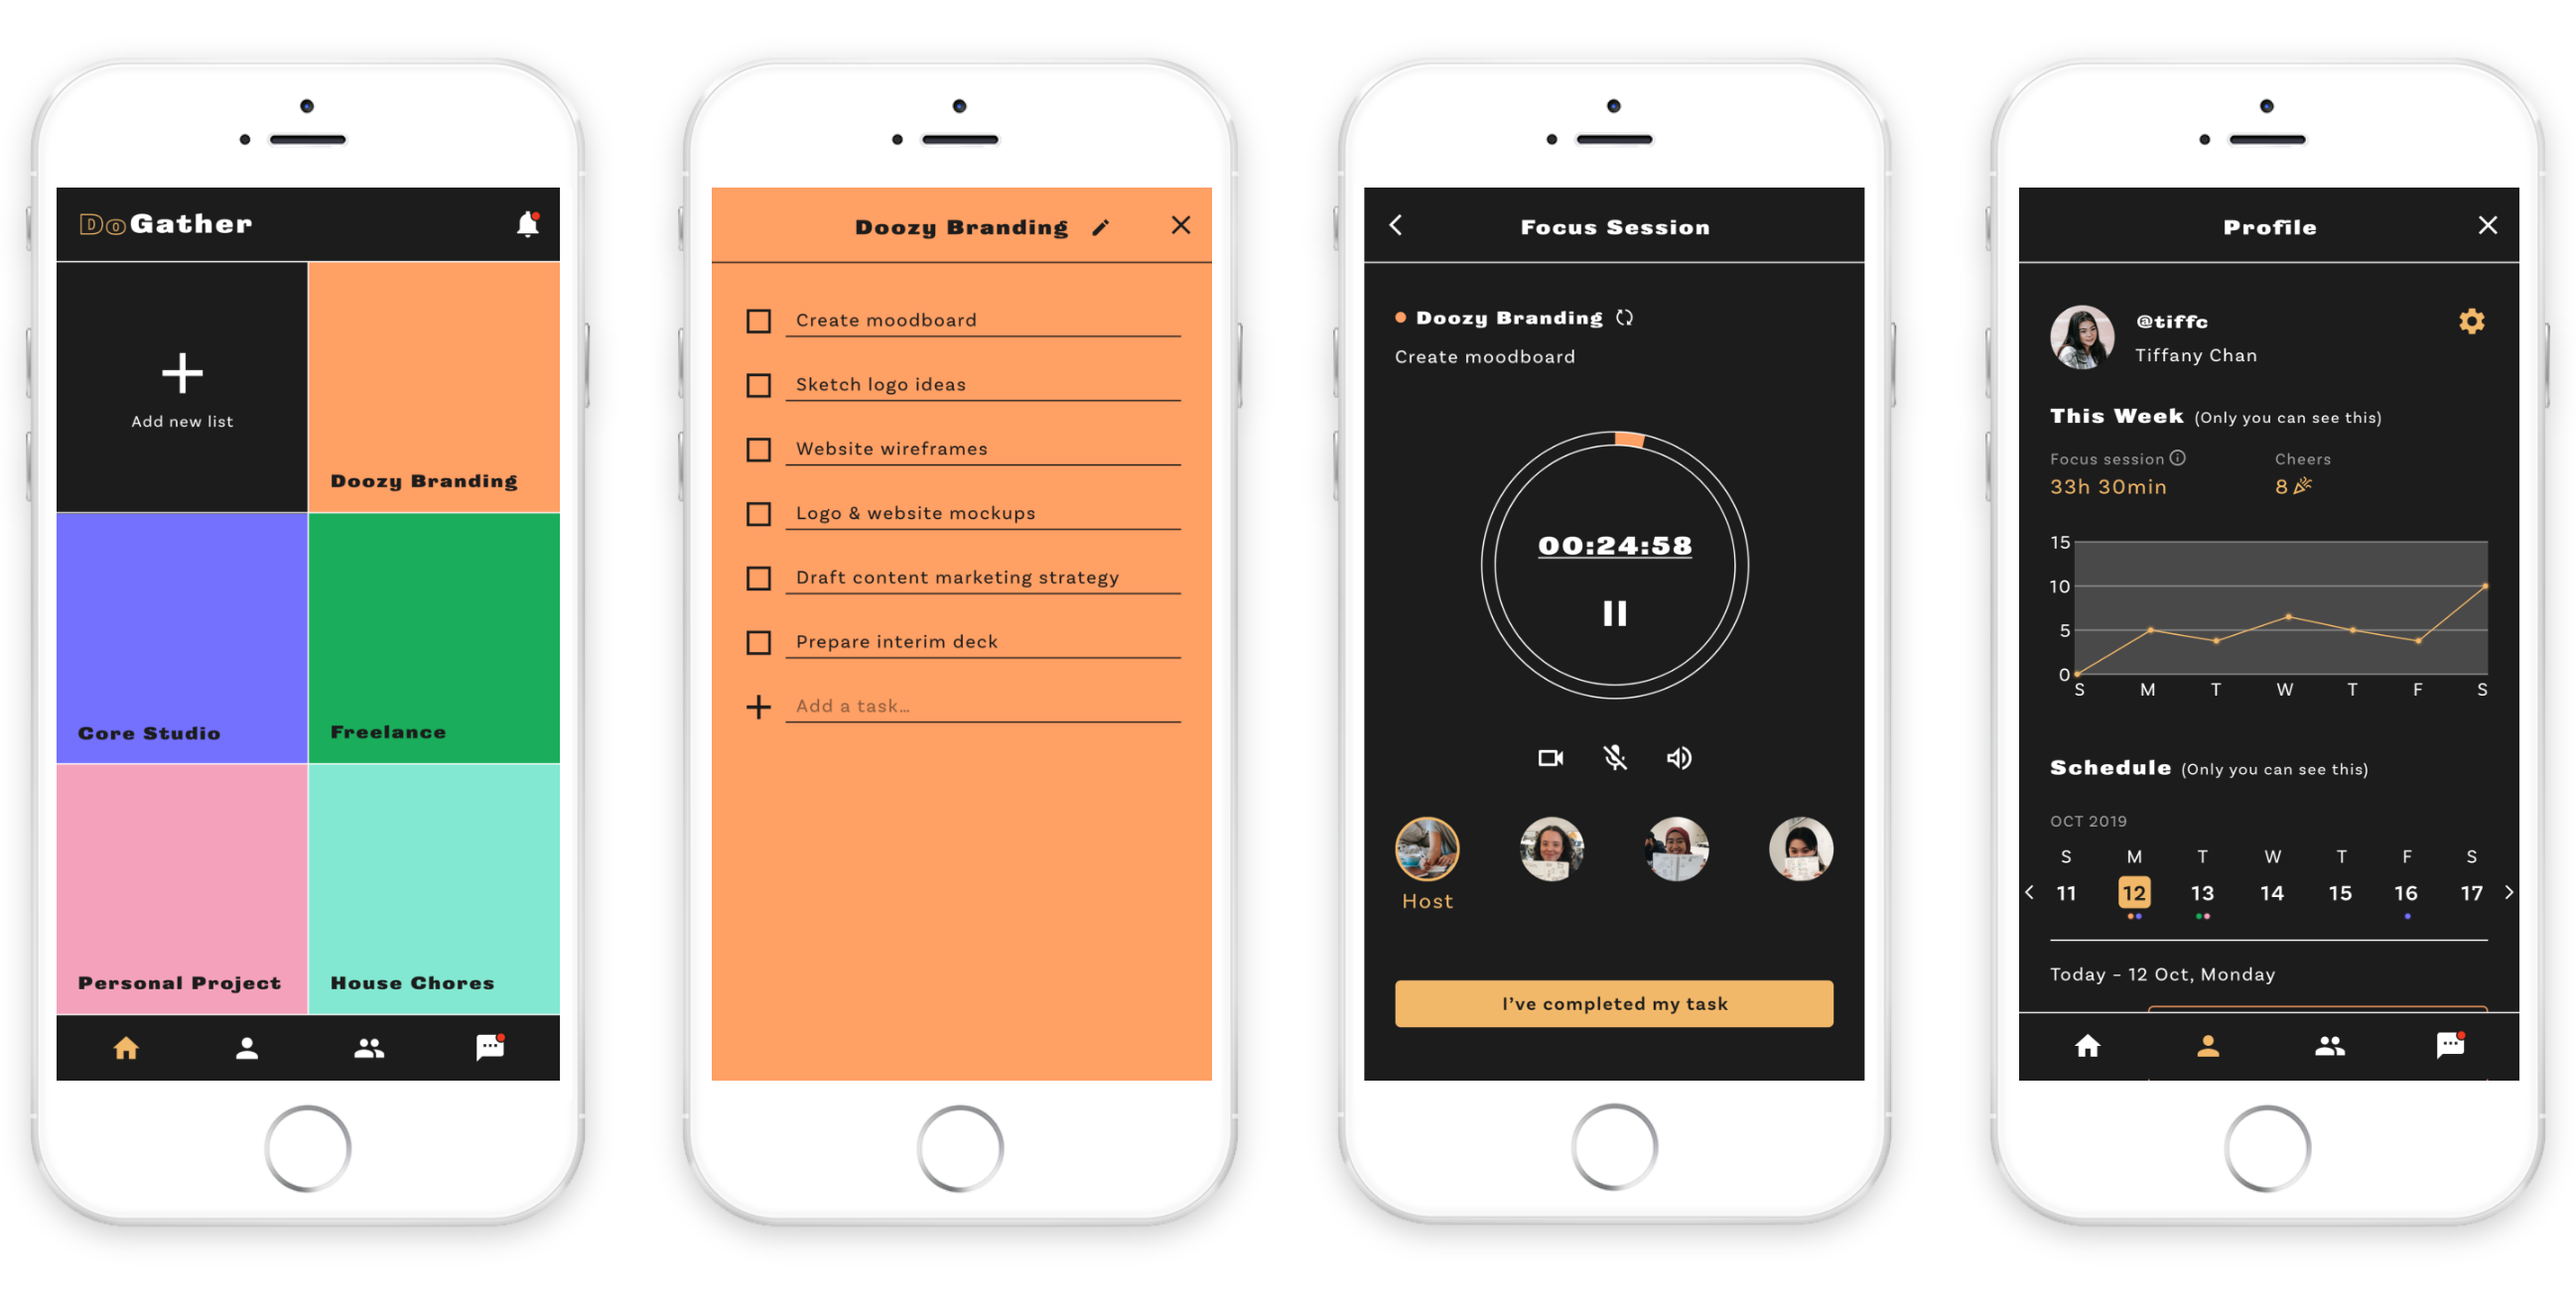 DoGather
Add new list
Doozy Branding
Core Studio
Freelance
Personal Project
House Chores
Doozy Branding
Create moodboard
Sketch logo ideas
Website wireframes
Logo & website mockups
Draft content marketing strategy
Prepare interim deck
Add a task...
Focus Session
Doozy Branding
Create moodboard
00:24:58
Host
I've completed my task
Profile
@tiffc
Tiffany Chan
This Week (Only you can see this)
Focus session Cheers
33h 30min 8
15
10
5
0
S M T W T F S
Schedule (Only you can see this)
OCT 2019
S M T W T F S
11 12 13 14 15 16 17
Today – 12 Oct, Monday